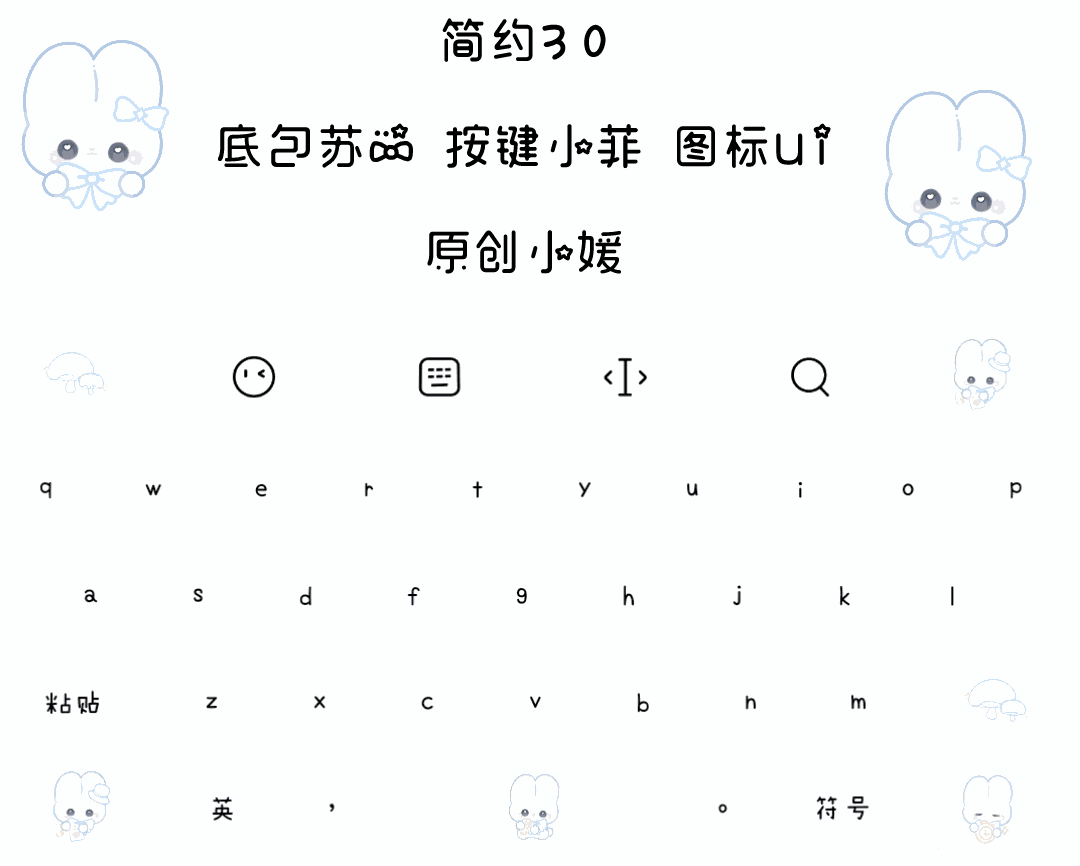 简约30
底包苏苏 按键小菲 图标ui
原创小媛
q w e r t y u i o p
a s d f g h j k l
粘贴 z x c v b n m
英 , 。 符号